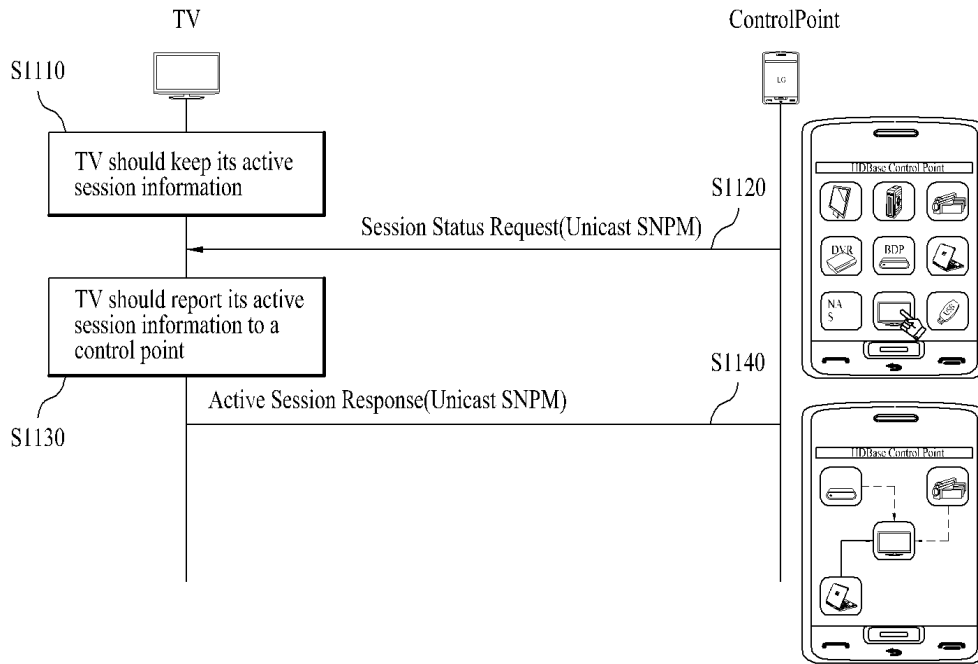 TV
ControlPoint
S1110
LG
TV should keep its active
session information
HDBase Control Point
S1120
Session Status Request(Unicast SNPM)
DVR
BDP
TV should report its active
session information to a
control point
NA
S
S1140
Active Session Response(Unicast SNPM)
S1130
HDBase Control Point